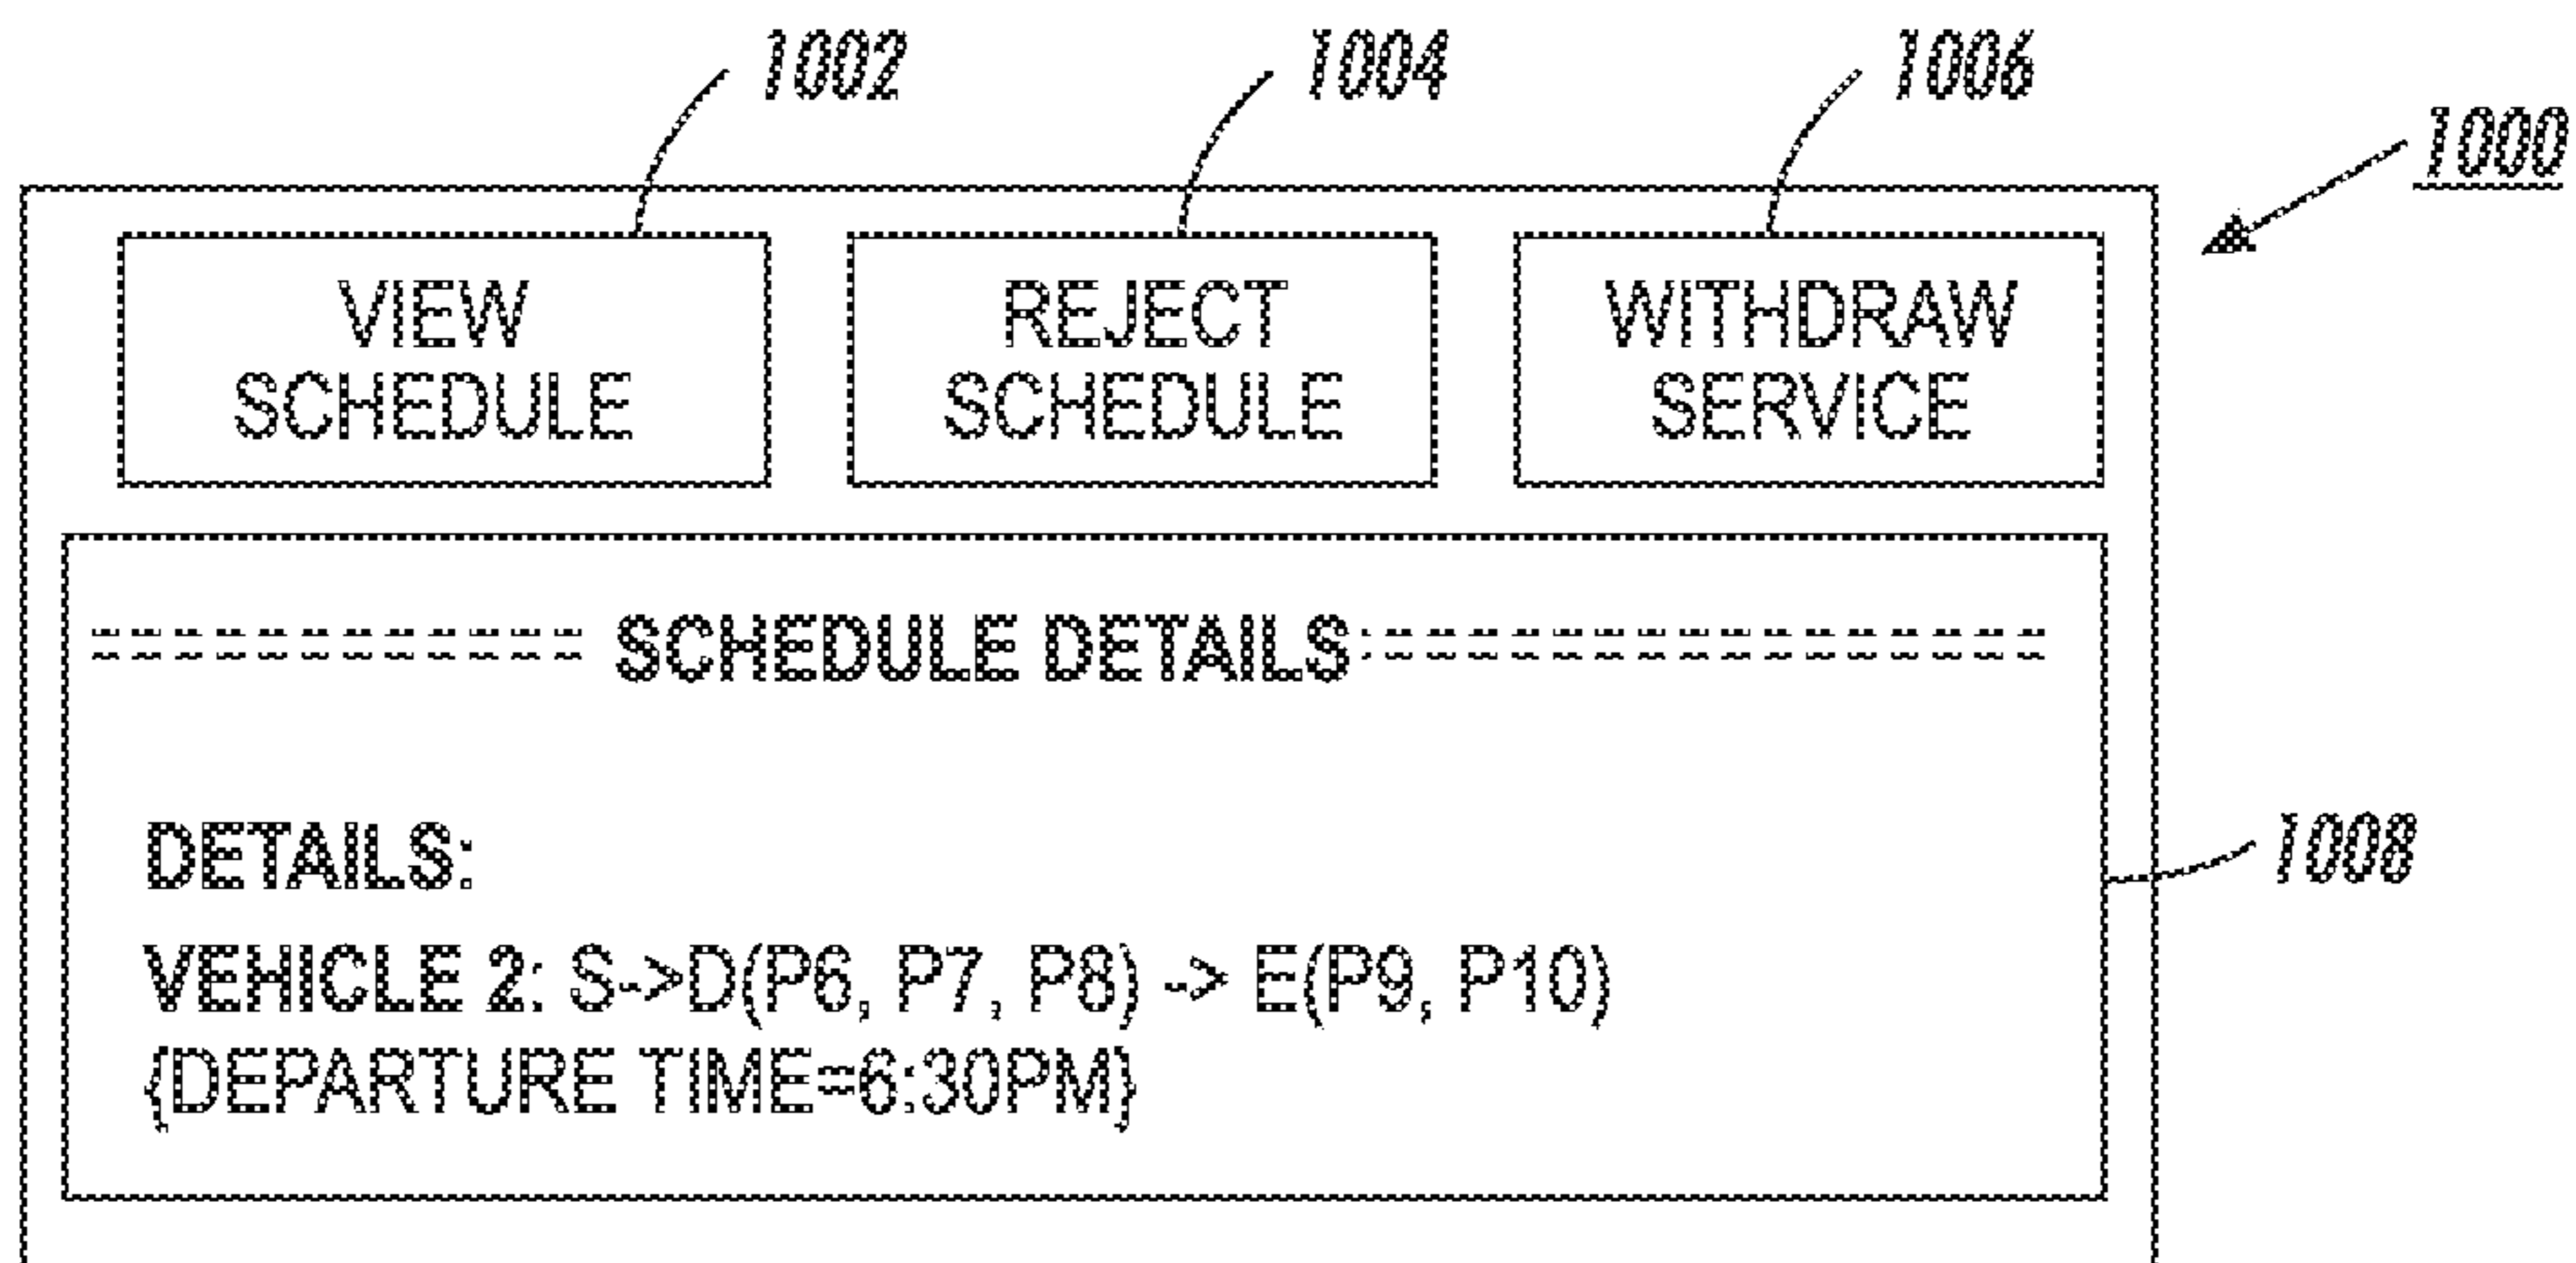 1002
1004
1006
1000
VIEW
SCHEDULE
REJECT
SCHEDULE
WITHDRAW
SERVICE
============ SCHEDULE DETAILS =================
DETAILS:
1008
VEHICLE 2: S->D(P6, P7, P8) -> E(P9, P10)
{DEPARTURE TIME=6:30PM}